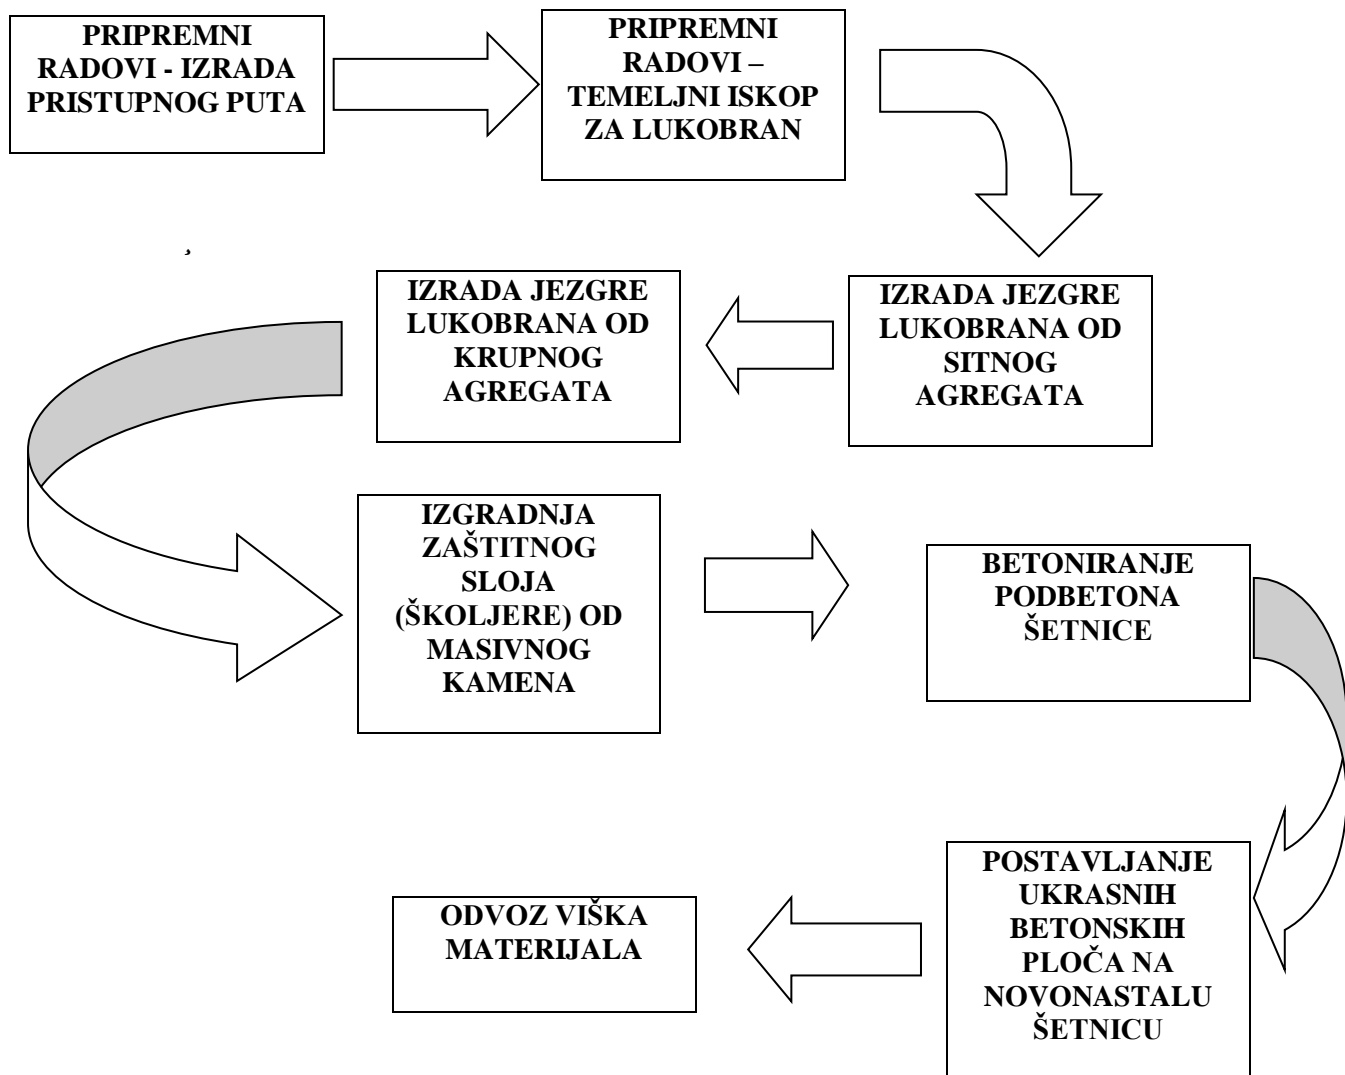 PRIPREMNI
RADOVI - IZRADA
PRISTUPNOG PUTA
PRIPREMNI
RADOVI –
TEMELJNI ISKOP
ZA LUKOBRAN
¸
IZRADA JEZGRE
LUKOBRANA OD
SITNOG
AGREGATA
IZRADA JEZGRE
LUKOBRANA OD
KRUPNOG
AGREGATA
IZGRADNJA
ZAŠTITNOG
SLOJA
(ŠKOLJERE) OD
MASIVNOG
KAMENA
BETONIRANJE
PODBETONA
ŠETNICE
POSTAVLJANJE
UKRASNIH
BETONSKIH
PLOČA NA
NOVONASTALU
ŠETNICU
ODVOZ VIŠKA
MATERIJALA